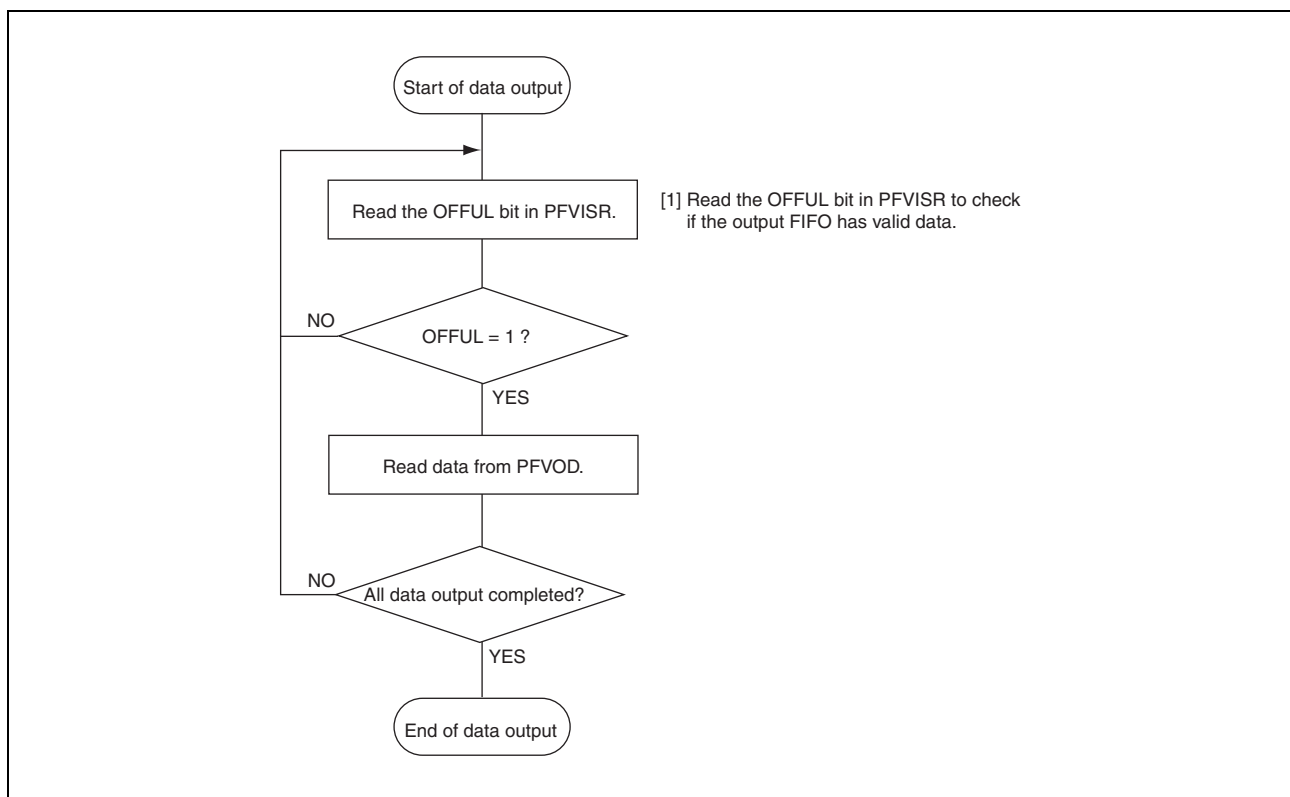 Start of data output
Read the OFFUL bit in PFVISR.
[1] Read the OFFUL bit in PFVISR to check
if the output FIFO has valid data.
NO
OFFUL = 1 ?
YES
Read data from PFVOD.
NO
All data output completed?
YES
End of data output